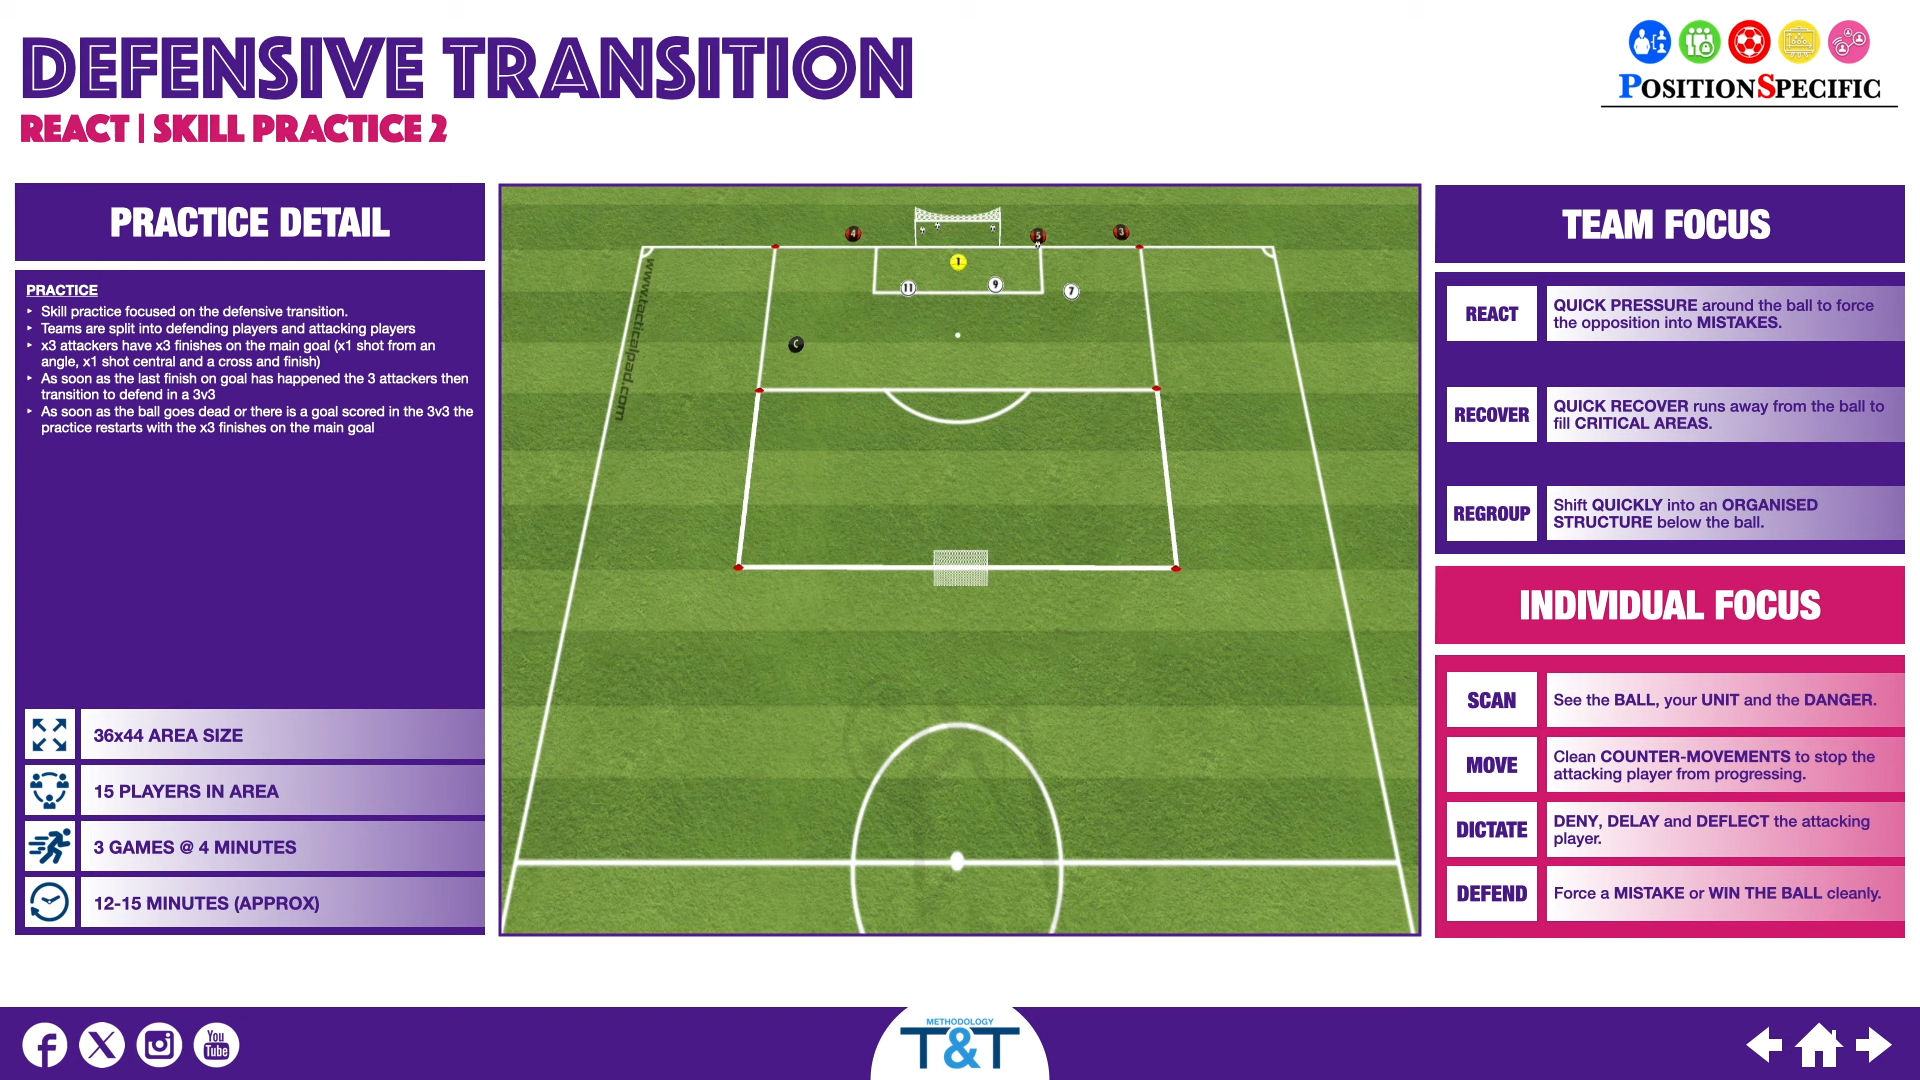 DEFENSIVE TRANSITION
REACT | SKILL PRACTICE 2
POSITIONSPECIFIC
PRACTICE DETAIL
PRACTICE
‣ Skill practice focused on the defensive transition.
‣ Teams are split into defending players and attacking players
‣ x3 attackers have x3 finishes on the main goal (x1 shot from an
angle, x1 shot central and a cross and finish)
‣ As soon as the last finish on goal has happened the 3 attackers then
transition to defend in a 3v3
‣ As soon as the ball goes dead or there is a goal scored in the 3v3 the
practice restarts with the x3 finishes on the main goal
36x44 AREA SIZE
15 PLAYERS IN AREA
3 GAMES @ 4 MINUTES
12-15 MINUTES (APPROX)
4
5
3
1
11
9
7
C
www.tacticalpad.com
TEAM FOCUS
REACT
QUICK PRESSURE around the ball to force
the opposition into MISTAKES.
RECOVER
QUICK RECOVER runs away from the ball to
fill CRITICAL AREAS.
REGROUP
Shift QUICKLY into an ORGANISED
STRUCTURE below the ball.
INDIVIDUAL FOCUS
SCAN
See the BALL, your UNIT and the DANGER.
MOVE
Clean COUNTER-MOVEMENTS to stop the
attacking player from progressing.
DICTATE
DENY, DELAY and DEFLECT the attacking
player.
DEFEND
Force a MISTAKE or WIN THE BALL cleanly.
You
Tube
METHODOLOGY
T&T